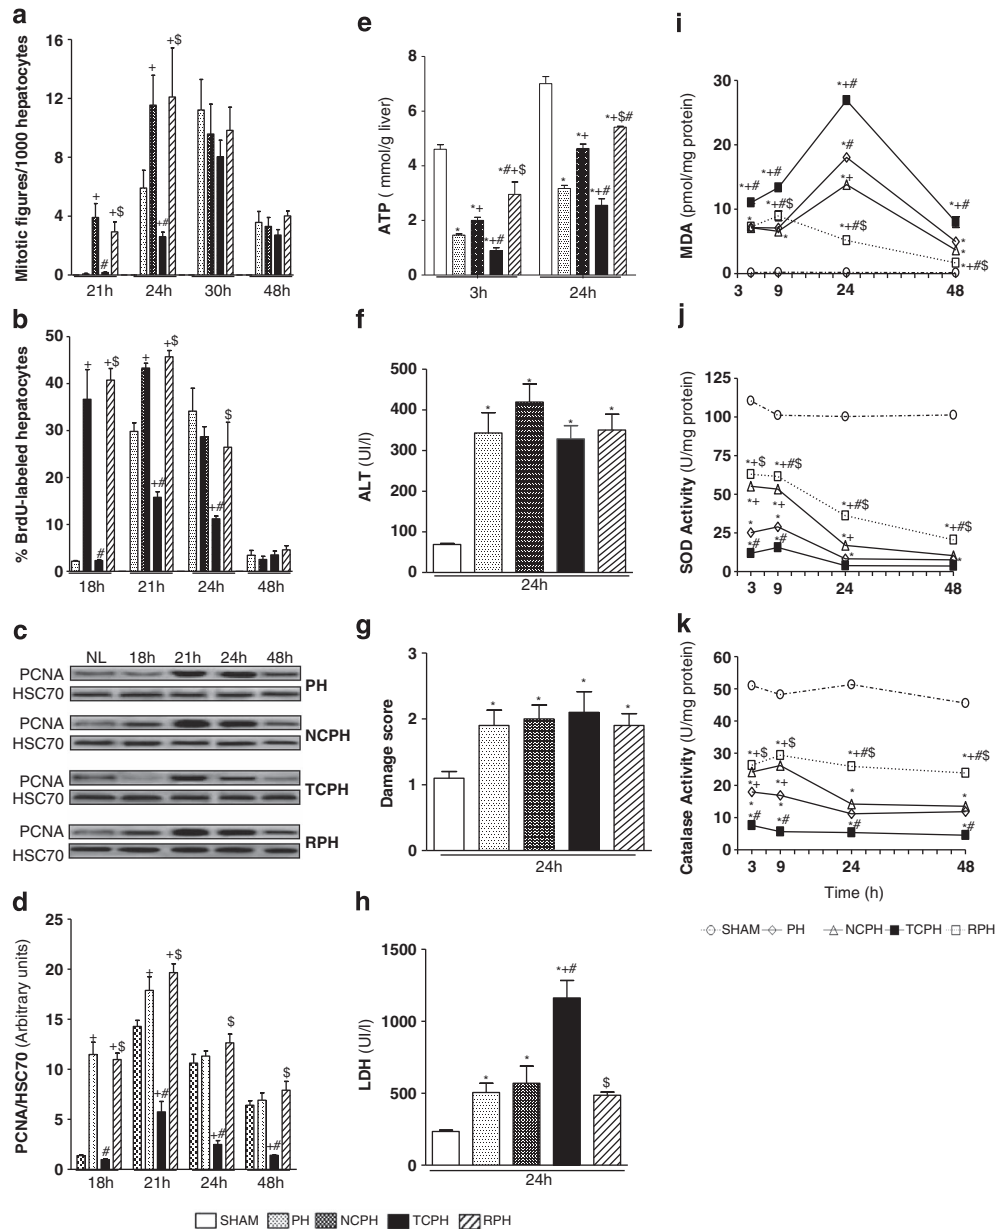 a
Mitotic figures/1000 hepatocytes
16
12
8
4
0
+
+$
#
+
+#
+$
21h 24h 30h 48h
b
% BrdU-labeled hepatocytes
50
40
30
20
10
0
+
#
+$
+
+#
+$
+#
$
18h 21h 24h 48h
c
NL 18h 21h 24h 48h
PCNA
HSC70
PH
PCNA
HSC70
NCPH
PCNA
HSC70
TCPH
PCNA
HSC70
RPH
d
PCNA/HSC70 (Arbitrary units)
25
20
15
10
5
0
+
#
+$
+
+#
+$
+#
$
+#
$
18h 21h 24h 48h
e
ATP ( mmol/g liver)
8
6
4
2
0
*
*+
*+#
*#+$
*
*+
*+#
*+$#
3h 24h
f
ALT (UI/l)
500
400
300
200
100
0
* * * *
24h
g
Damage score
3
2
1
0
* * * *
24h
h
LDH (UI/l)
1500
1000
500
0
*
*
*+#
$
24h
SHAM PH NCPH TCPH RPH
i
MDA (pmol/mg protein)
30
20
10
0
*+#
*+#
*+#
*+#
*#
*+
*
*+#$
*
*+#$
*
*
*+#$
3 9 24 48
j
SOD Activity (U/mg protein)
125
100
75
50
25
0
*+$
*+#$
*+#$
*+#$
*+
*+
*+
*
*
*
*
*#
*#
3 9 24 48
k
Catalase Activity (U/mg protein)
60
50
40
30
20
10
0
*+$
*+$
*+#$
*+#$
*+
*+
*
*
*
*
*#
*#
*#
*#
3 9 24 48
Time (h)
SHAM PH NCPH TCPH RPH